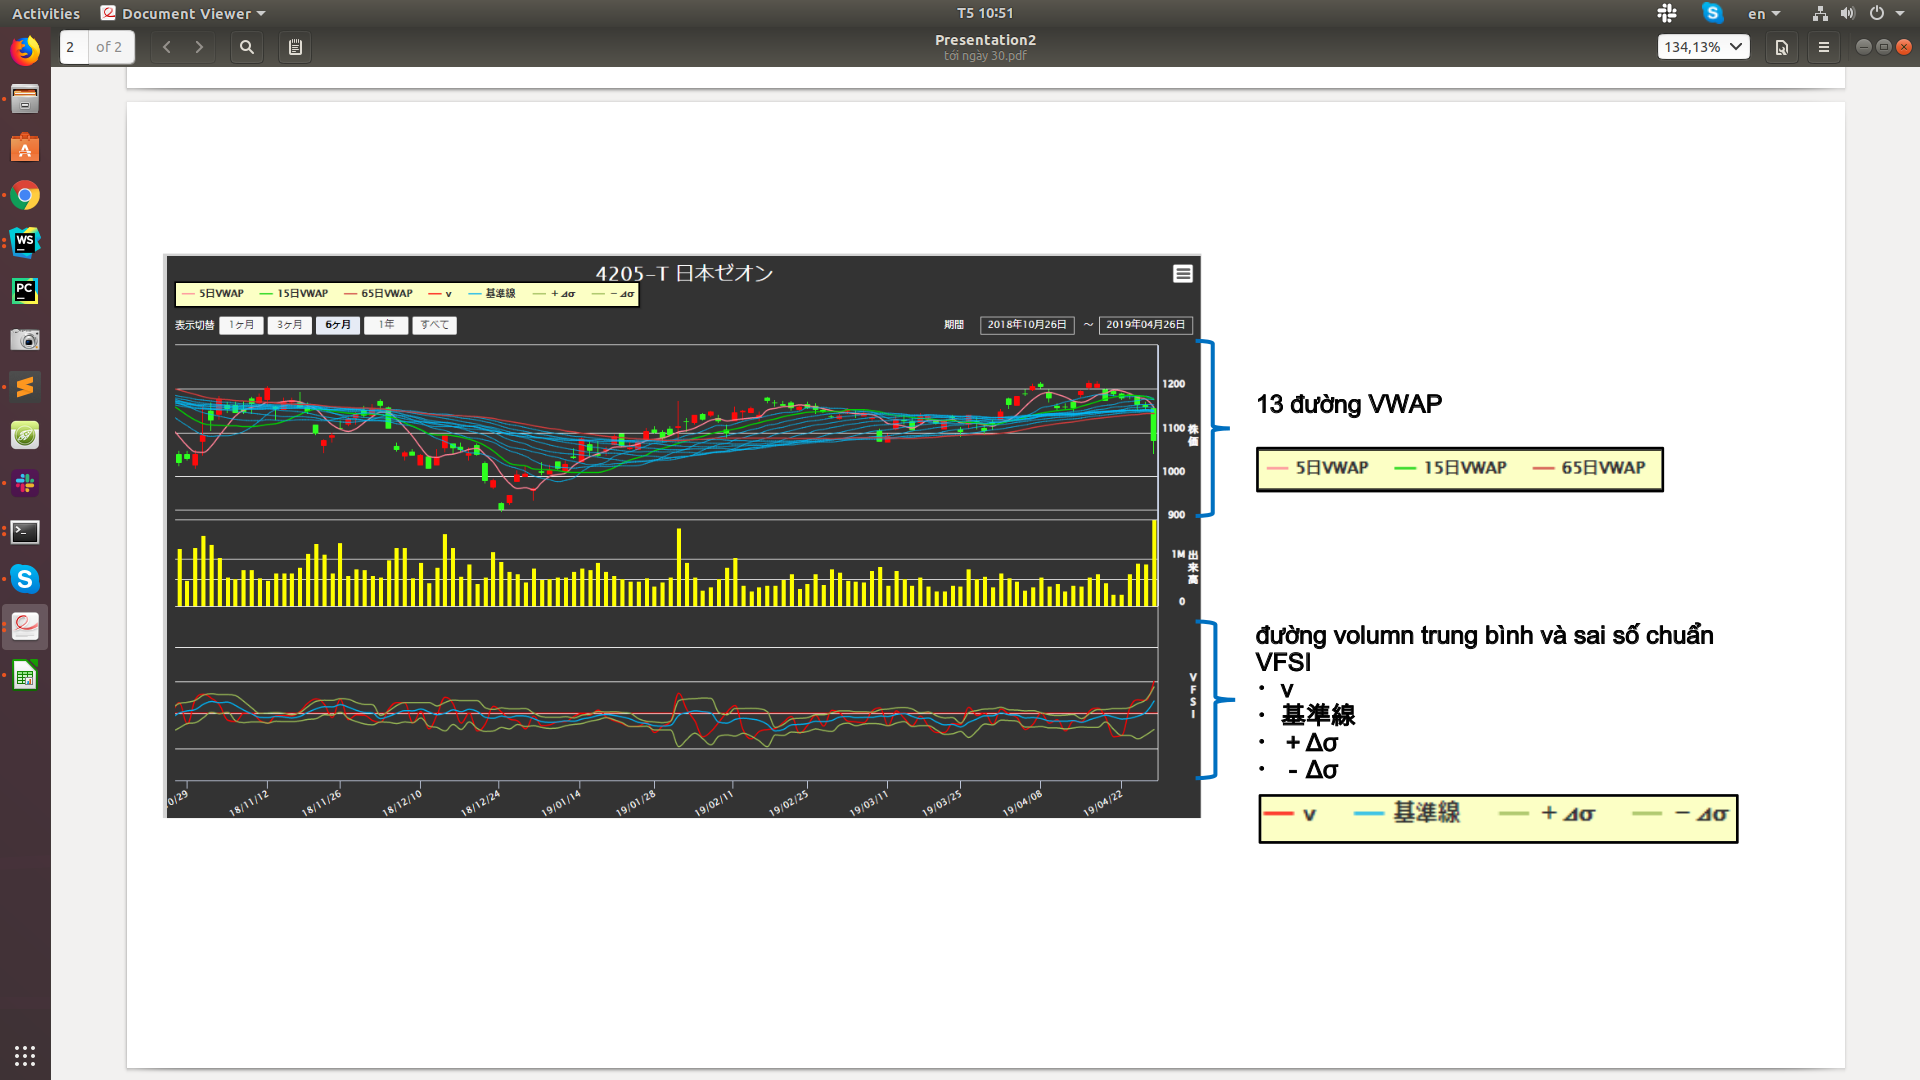 Activities
Document Viewer
T5 10:51
en
2
of 2
Presentation2
tới ngày 30.pdf
134,13%
4205-T 日本ゼオン
5日VWAP 15日VWAP 65日VWAP v 基準線 +Δσ -Δσ
表示切替 1ヶ月 3ヶ月 6ヶ月 1年 すべて
期間 2018年10月26日 ～ 2019年04月26日
1200
1100
1000
900
株価
1M
0
出来高
VFSI
0/29 18/11/12 18/11/26 18/12/10 18/12/24 19/01/14 19/01/28 19/02/11 19/02/25 19/03/11 19/03/25 19/04/08 19/04/22
13 đường VWAP
5日VWAP 15日VWAP 65日VWAP
đường volumn trung bình và sai số chuẩn
VFSI
• v
• 基準線
• + Δσ
• - Δσ
v 基準線 +Δσ -Δσ
WS
PC
S
S